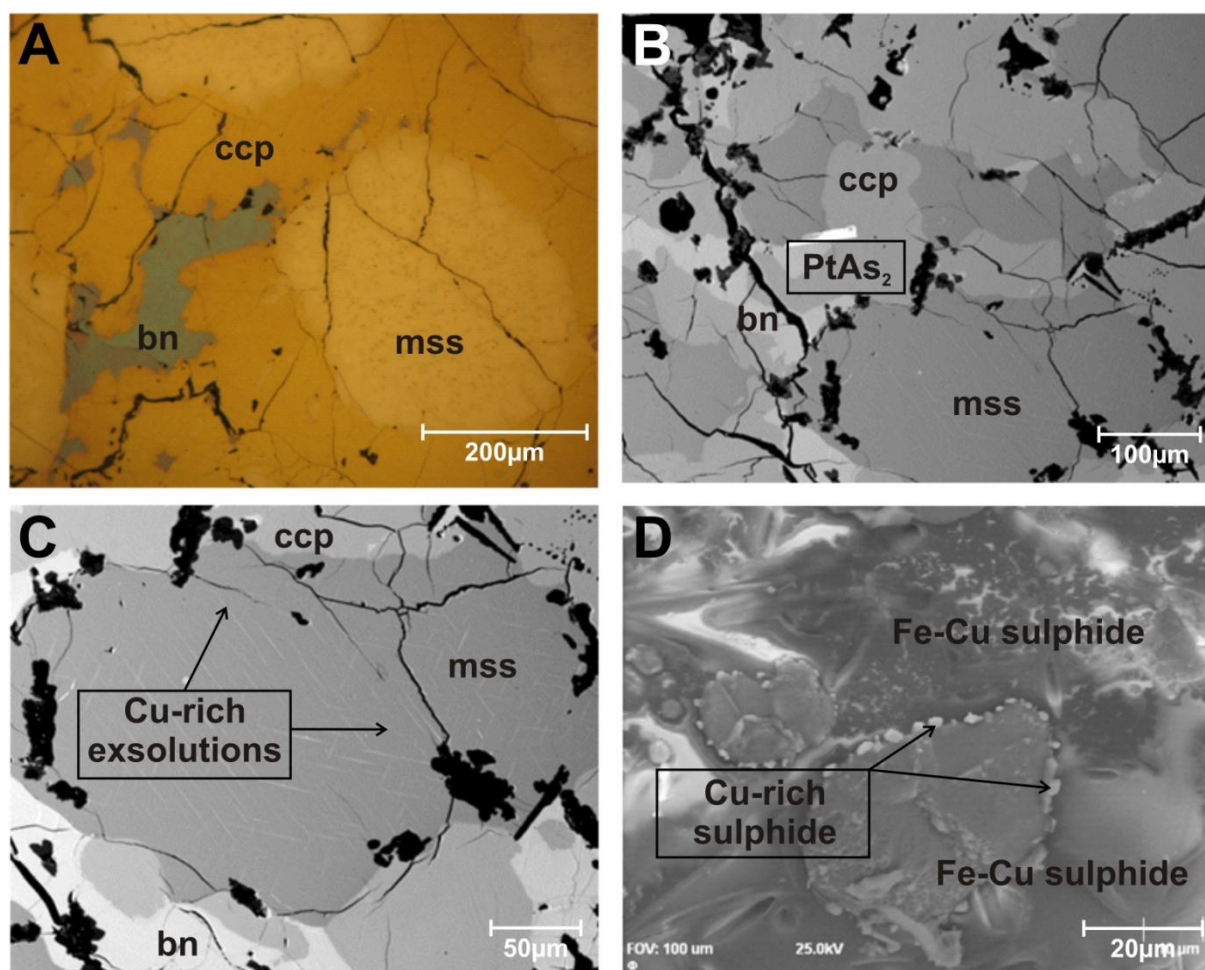 A
ccp
bn
mss
200µm
B
ccp
PtAs₂
bn
mss
100µm
C
ccp
mss
Cu-rich
exsolutions
bn
50µm
D
Fe-Cu sulphide
Cu-rich
sulphide
Fe-Cu sulphide
FOV: 100 um
25.0kV
20µm